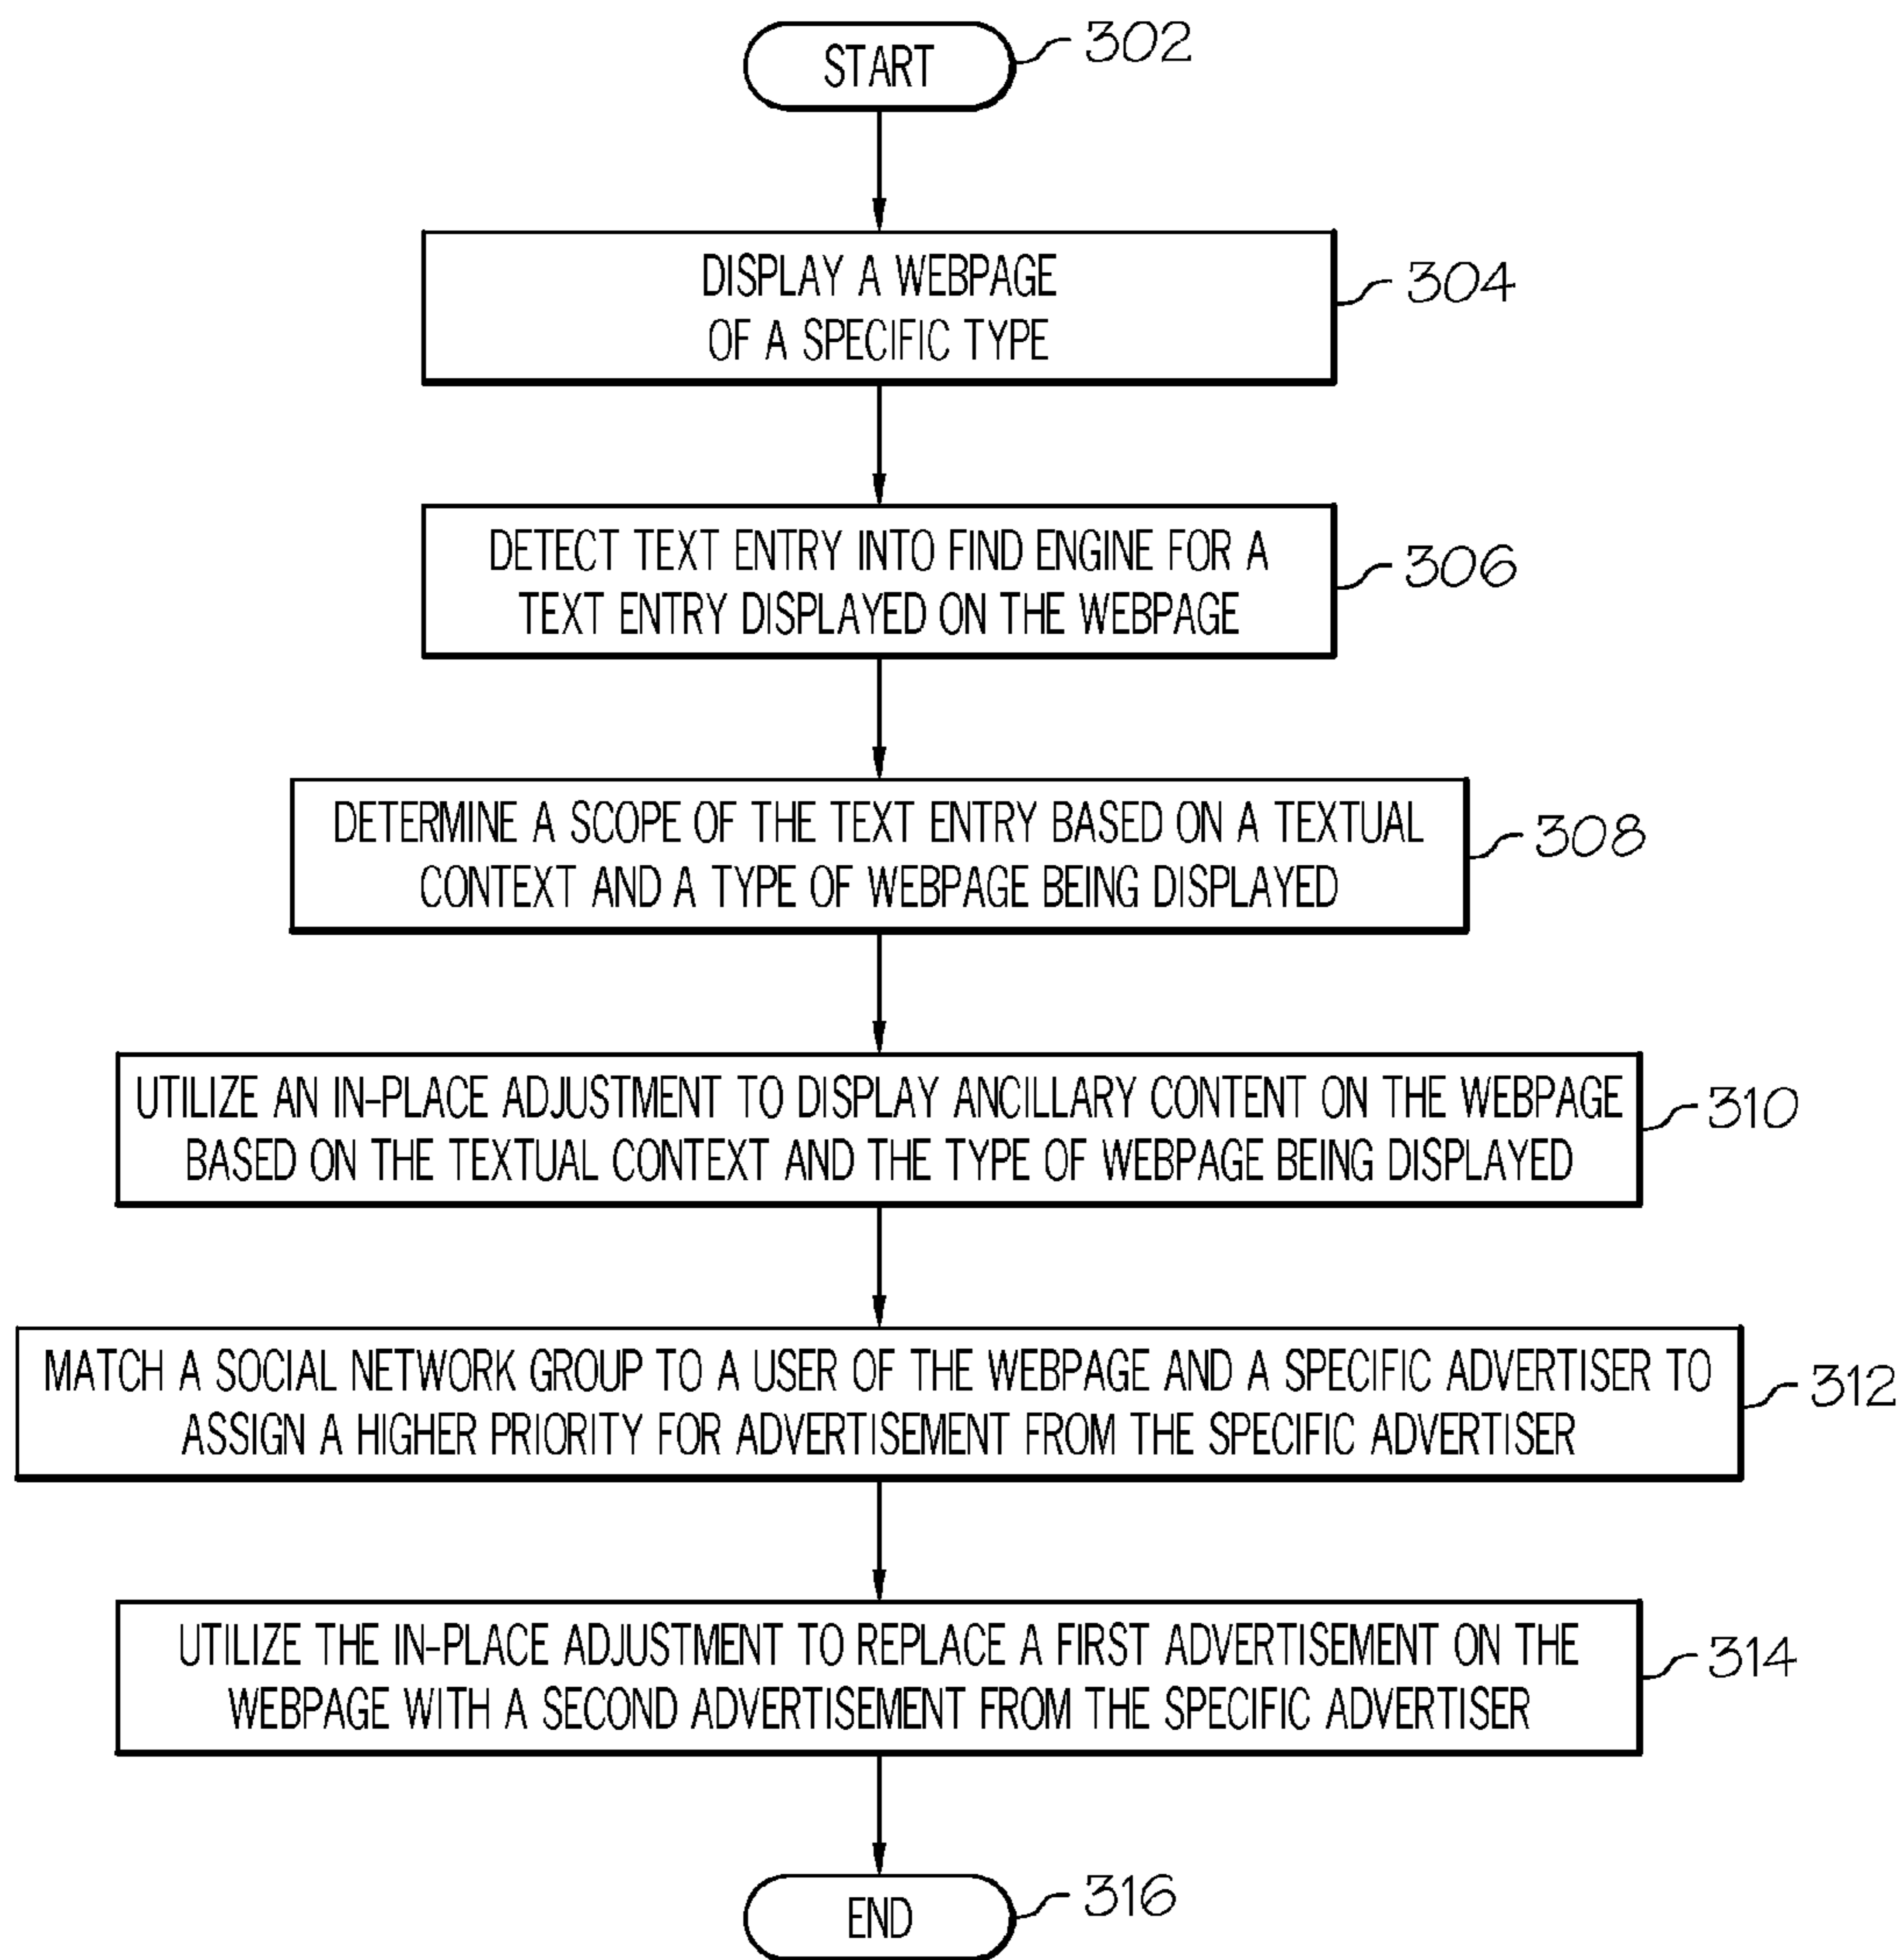 START
302
DISPLAY A WEBPAGE
OF A SPECIFIC TYPE
304
DETECT TEXT ENTRY INTO FIND ENGINE FOR A
TEXT ENTRY DISPLAYED ON THE WEBPAGE
306
DETERMINE A SCOPE OF THE TEXT ENTRY BASED ON A TEXTUAL
CONTEXT AND A TYPE OF WEBPAGE BEING DISPLAYED
308
UTILIZE AN IN-PLACE ADJUSTMENT TO DISPLAY ANCILLARY CONTENT ON THE WEBPAGE
BASED ON THE TEXTUAL CONTEXT AND THE TYPE OF WEBPAGE BEING DISPLAYED
310
MATCH A SOCIAL NETWORK GROUP TO A USER OF THE WEBPAGE AND A SPECIFIC ADVERTISER TO
ASSIGN A HIGHER PRIORITY FOR ADVERTISEMENT FROM THE SPECIFIC ADVERTISER
312
UTILIZE THE IN-PLACE ADJUSTMENT TO REPLACE A FIRST ADVERTISEMENT ON THE
WEBPAGE WITH A SECOND ADVERTISEMENT FROM THE SPECIFIC ADVERTISER
314
END
316